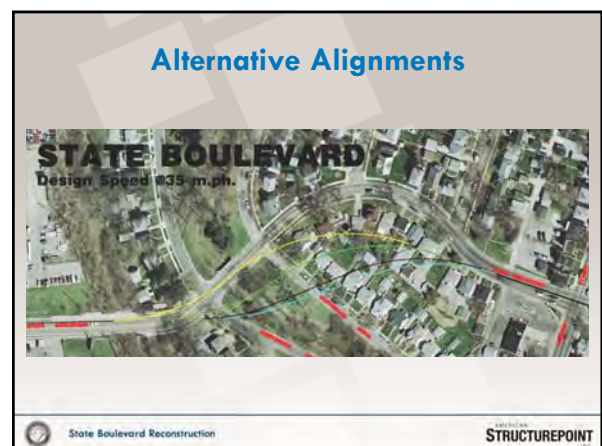 Alternative Alignments
STATE BOULEVARD
Design Speed @35 m.ph.
State Boulevard Reconstruction
AMERICAN
STRUCTUREPOINT